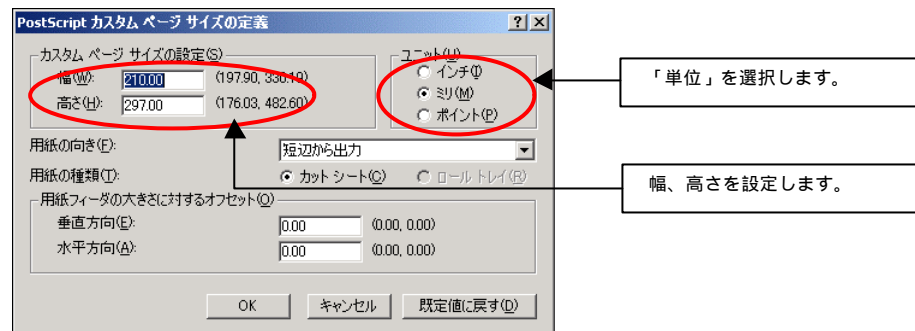 PostScript カスタム ページ サイズの定義
カスタム ページ サイズの設定(S)
幅(W): 210.00 (197.90, 330.19)
高さ(H): 297.00 (176.03, 482.60)
ユニット(U)
インチ(I)
ミリ(M)
ポイント(P)
「単位」を選択します。
用紙の向き(F): 短辺から出力
用紙の種類(T): カット シート(C) ロール トレイ(R)
幅、高さを設定します。
用紙フィーダの大きさに対するオフセット(O)
垂直方向(E): 0.00 (0.00, 0.00)
水平方向(A): 0.00 (0.00, 0.00)
OK キャンセル 既定値に戻す(D)